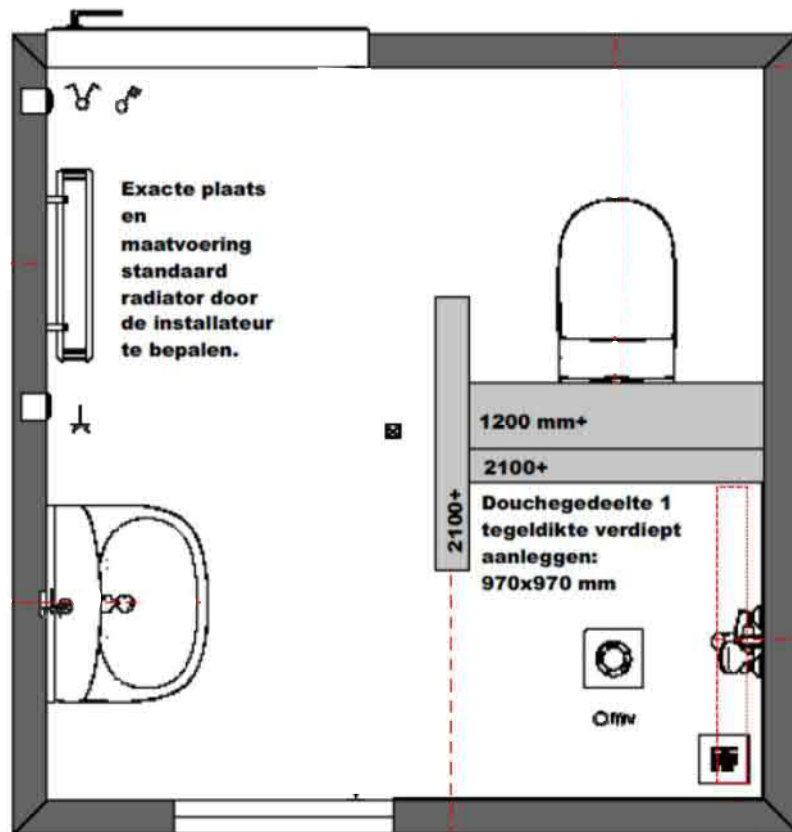 Exacte plaats
en
maatvoering
standaard
radiator door
de installateur
te bepalen.
1200 mm+
2100+
2100+
Douchegedeelte 1
tegeldikte verdiept
aanleggen:
970x970 mm